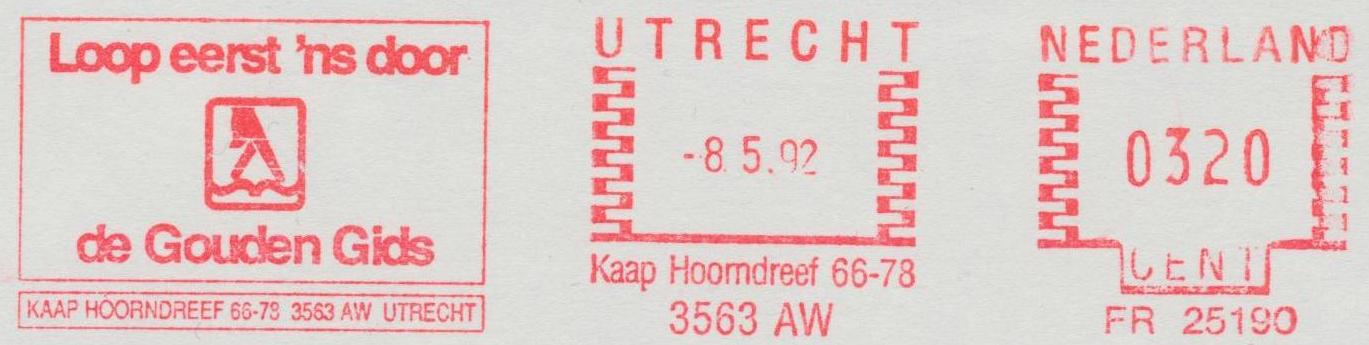 Loop eerst 'ns door
de Gouden Gids
KAAP HOORNDREEF 66-78 3563 AW UTRECHT
UTRECHT
-8.5.92
Kaap Hoorndreef 66-78
3563 AW
NEDERLAND
0320
CENT
FR 25190